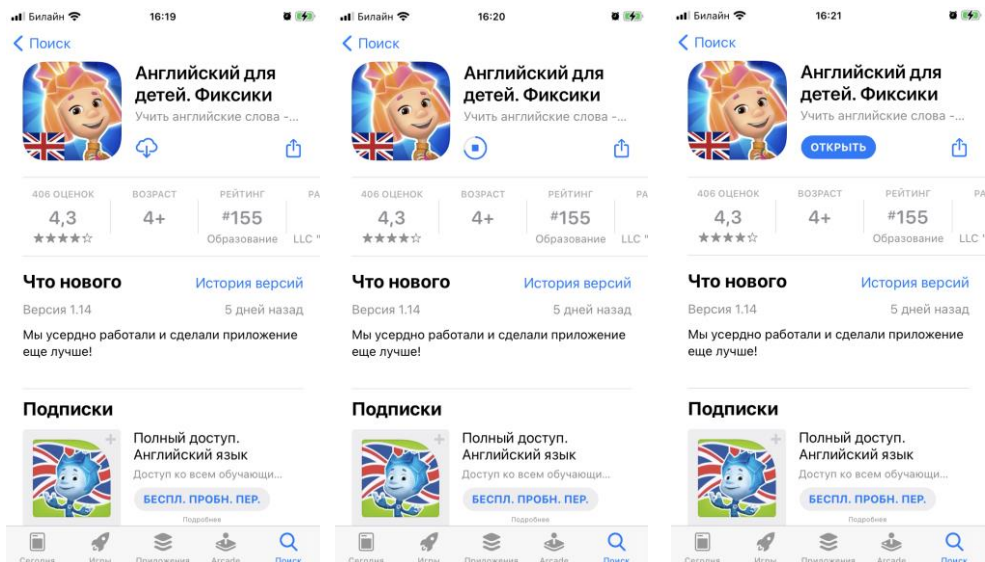 Билайн 16:19
Поиск
Английский для
детей. Фиксики
Учить английские слова -...
406 ОЦЕНОК ВОЗРАСТ РЕЙТИНГ РА
4,3 4+ #155
★★★★☆ Образование LLC "
Что нового История версий
Версия 1.14 5 дней назад
Мы усердно работали и сделали приложение
еще лучше!
Подписки
Полный доступ.
Английский язык
Доступ ко всем обучающи...
БЕСПЛ. ПРОБН. ПЕР.
Подробнее
Сегодня Игры Приложения Arcade Поиск
Билайн 16:20
Поиск
Английский для
детей. Фиксики
Учить английские слова -...
406 ОЦЕНОК ВОЗРАСТ РЕЙТИНГ РА
4,3 4+ #155
★★★★☆ Образование LLC "
Что нового История версий
Версия 1.14 5 дней назад
Мы усердно работали и сделали приложение
еще лучше!
Подписки
Полный доступ.
Английский язык
Доступ ко всем обучающи...
БЕСПЛ. ПРОБН. ПЕР.
Подробнее
Сегодня Игры Приложения Arcade Поиск
Билайн 16:21
Поиск
Английский для
детей. Фиксики
Учить английские слова -...
ОТКРЫТЬ
406 ОЦЕНОК ВОЗРАСТ РЕЙТИНГ РА
4,3 4+ #155
★★★★☆ Образование LLC "
Что нового История версий
Версия 1.14 5 дней назад
Мы усердно работали и сделали приложение
еще лучше!
Подписки
Полный доступ.
Английский язык
Доступ ко всем обучающи...
БЕСПЛ. ПРОБН. ПЕР.
Подробнее
Сегодня Игры Приложения Arcade Поиск